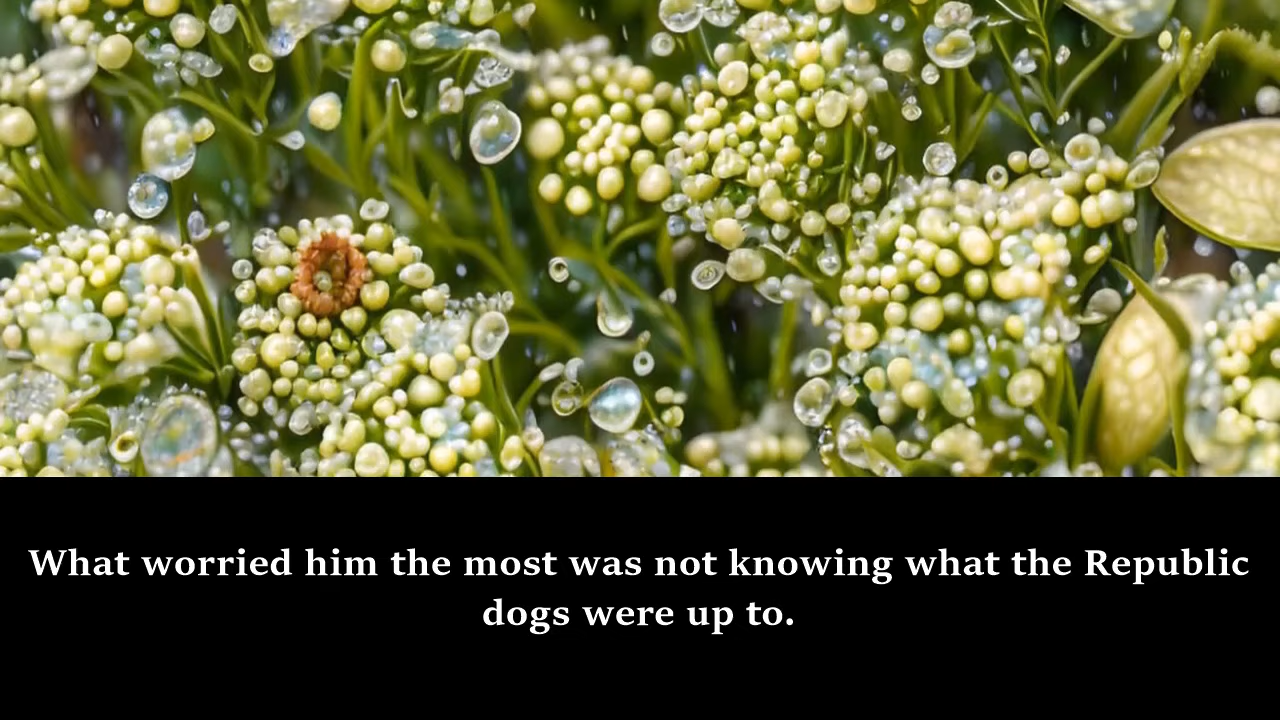 What worried him the most was not knowing what the Republic
dogs were up to.